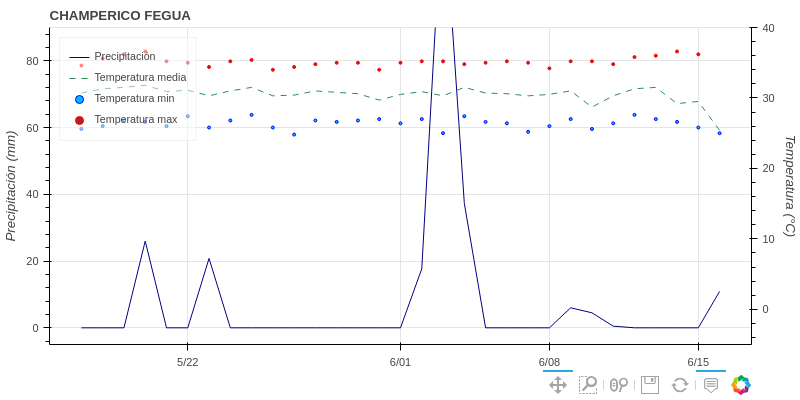 CHAMPERICO FEGUA
Precipitación
Temperatura media
Temperatura min
Temperatura max
Precipitación (mm)
80
60
40
20
0
Temperatura (°C)
40
30
20
10
0
5/22
6/01
6/08
6/15